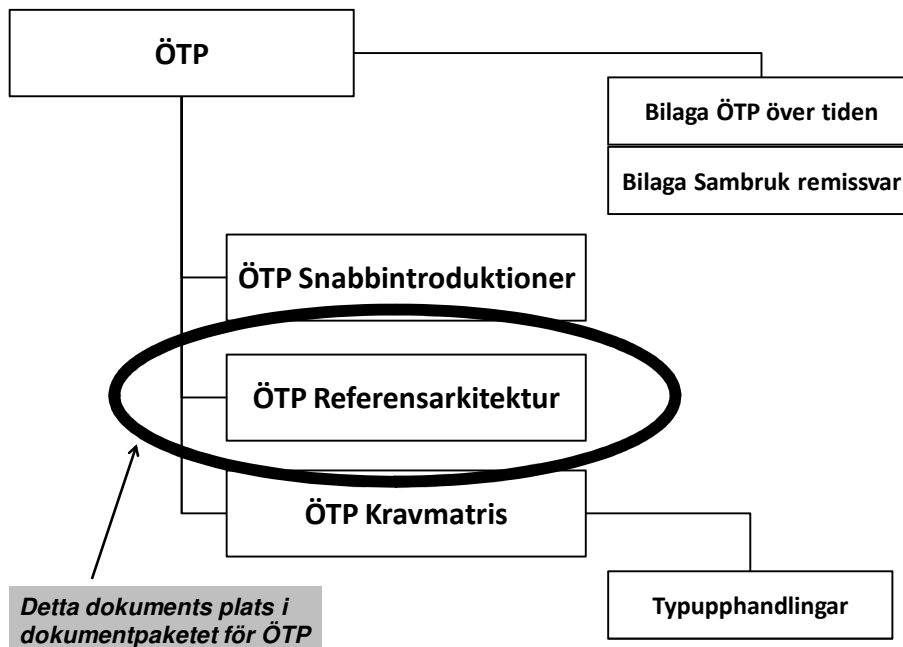 ÖTP
Bilaga ÖTP över tiden
Bilaga Sambruk remissvar
ÖTP Snabbintroduktioner
ÖTP Referensarkitektur
ÖTP Kravmatris
Typupphandlingar
Detta dokuments plats i
dokumentpaketet för ÖTP